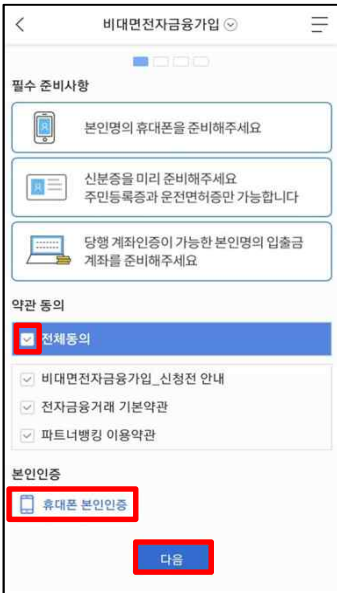 비대면전자금융가입
필수 준비사항
본인명의 휴대폰을 준비해주세요
신분증을 미리 준비해주세요
주민등록증과 운전면허증만 가능합니다
당행 계좌인증이 가능한 본인명의 입출금
계좌를 준비해주세요
약관 동의
전체동의
비대면전자금융가입_신청전 안내
전자금융거래 기본약관
파트너뱅킹 이용약관
본인인증
휴대폰 본인인증
다음